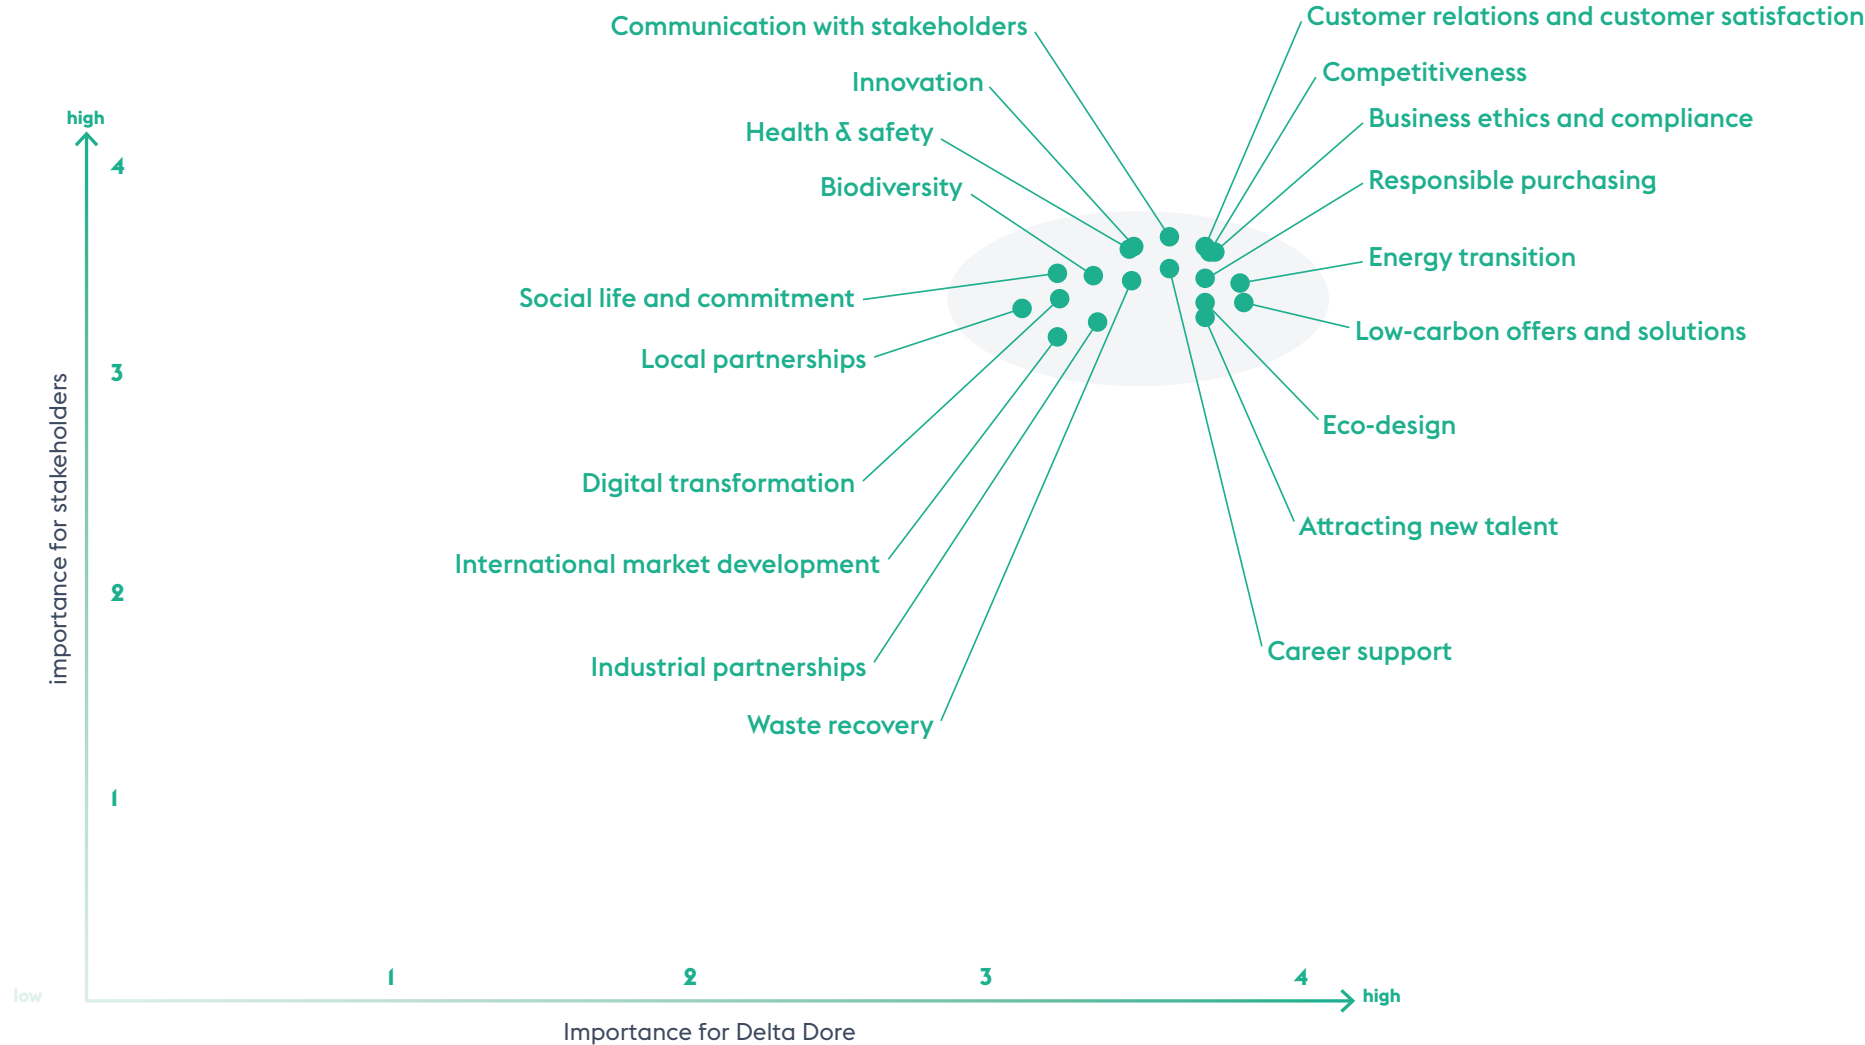 Communication with stakeholders
Customer relations and customer satisfaction
Innovation
Competitiveness
high
Health & safety
Business ethics and compliance
4
Biodiversity
Responsible purchasing
Energy transition
Social life and commitment
Low-carbon offers and solutions
Local partnerships
3
Eco-design
Digital transformation
Attracting new talent
importance for stakeholders
International market development
2
Career support
Industrial partnerships
Waste recovery
1
1
2
3
4
low
high
Importance for Delta Dore